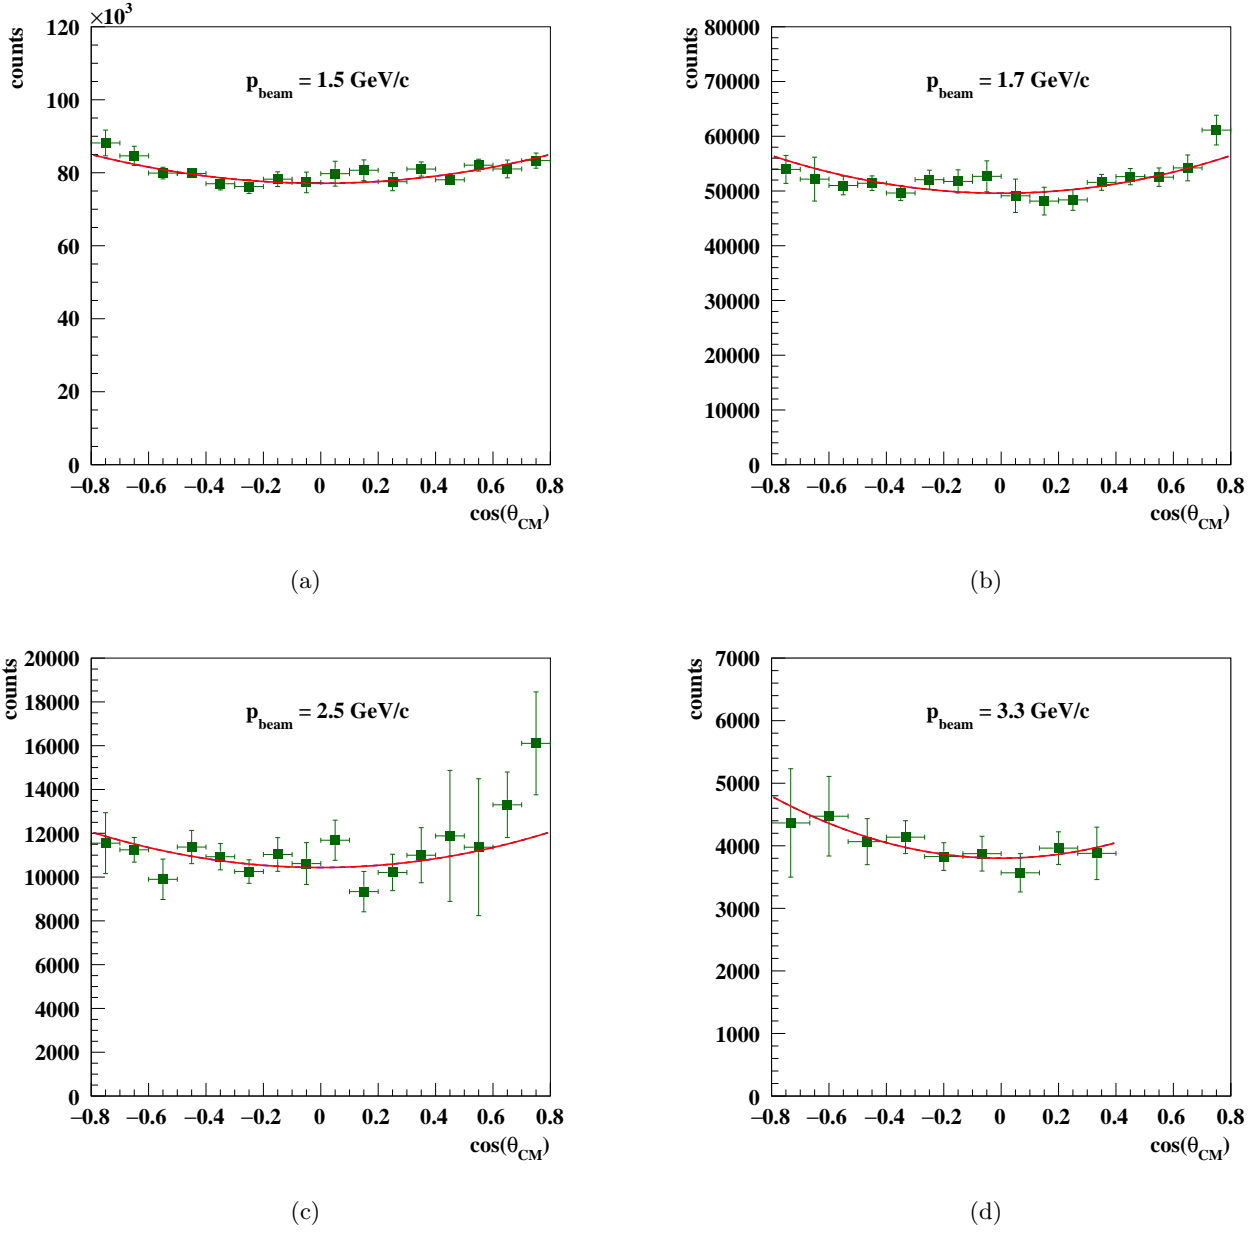 ×10³
120
100
80
60
40
20
0
counts
p_beam = 1.5 GeV/c
−0.8 −0.6 −0.4 −0.2 0 0.2 0.4 0.6 0.8
cos(θ_CM)
(a)
80000
70000
60000
50000
40000
30000
20000
10000
0
counts
p_beam = 1.7 GeV/c
−0.8 −0.6 −0.4 −0.2 0 0.2 0.4 0.6 0.8
cos(θ_CM)
(b)
20000
18000
16000
14000
12000
10000
8000
6000
4000
2000
0
counts
p_beam = 2.5 GeV/c
−0.8 −0.6 −0.4 −0.2 0 0.2 0.4 0.6 0.8
cos(θ_CM)
(c)
7000
6000
5000
4000
3000
2000
1000
0
counts
p_beam = 3.3 GeV/c
−0.8 −0.6 −0.4 −0.2 0 0.2 0.4 0.6 0.8
cos(θ_CM)
(d)